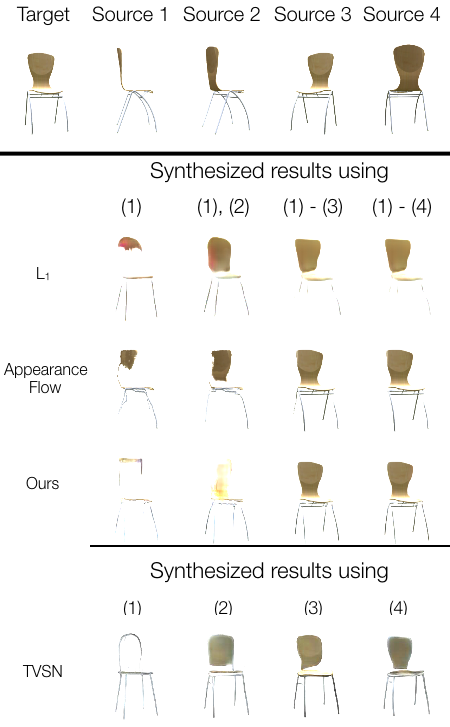 Target Source 1 Source 2 Source 3 Source 4
Synthesized results using
(1) (1), (2) (1) - (3) (1) - (4)
L₁
Appearance
Flow
Ours
Synthesized results using
(1) (2) (3) (4)
TVSN